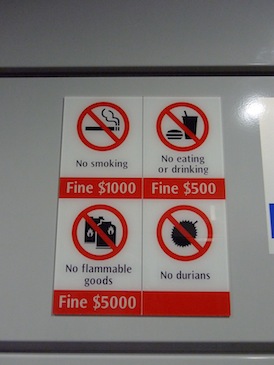 No smoking
Fine $1000
No eating
or drinking
Fine $500
No flammable
goods
Fine $5000
No durians